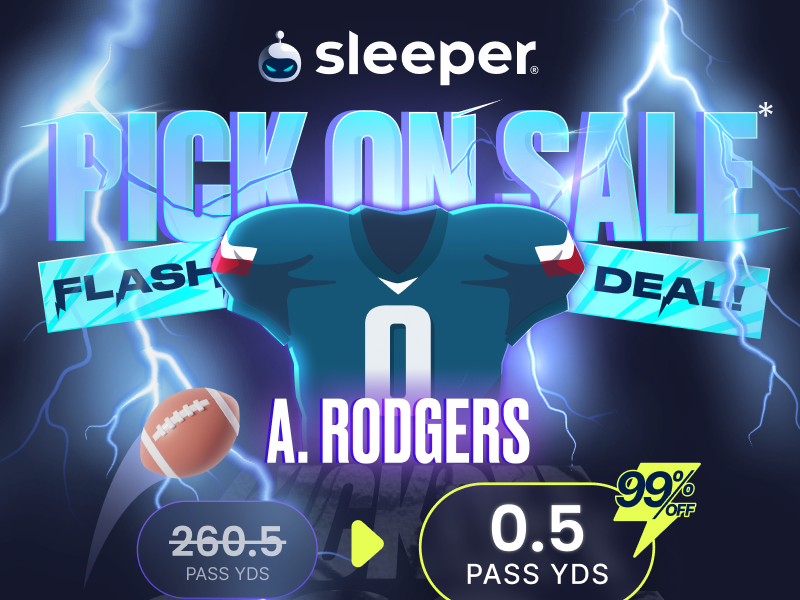 sleeper®
PICK ON SALE*
FLASH DEAL!
0
A. RODGERS
99%
OFF
260.5
PASS YDS
0.5
PASS YDS